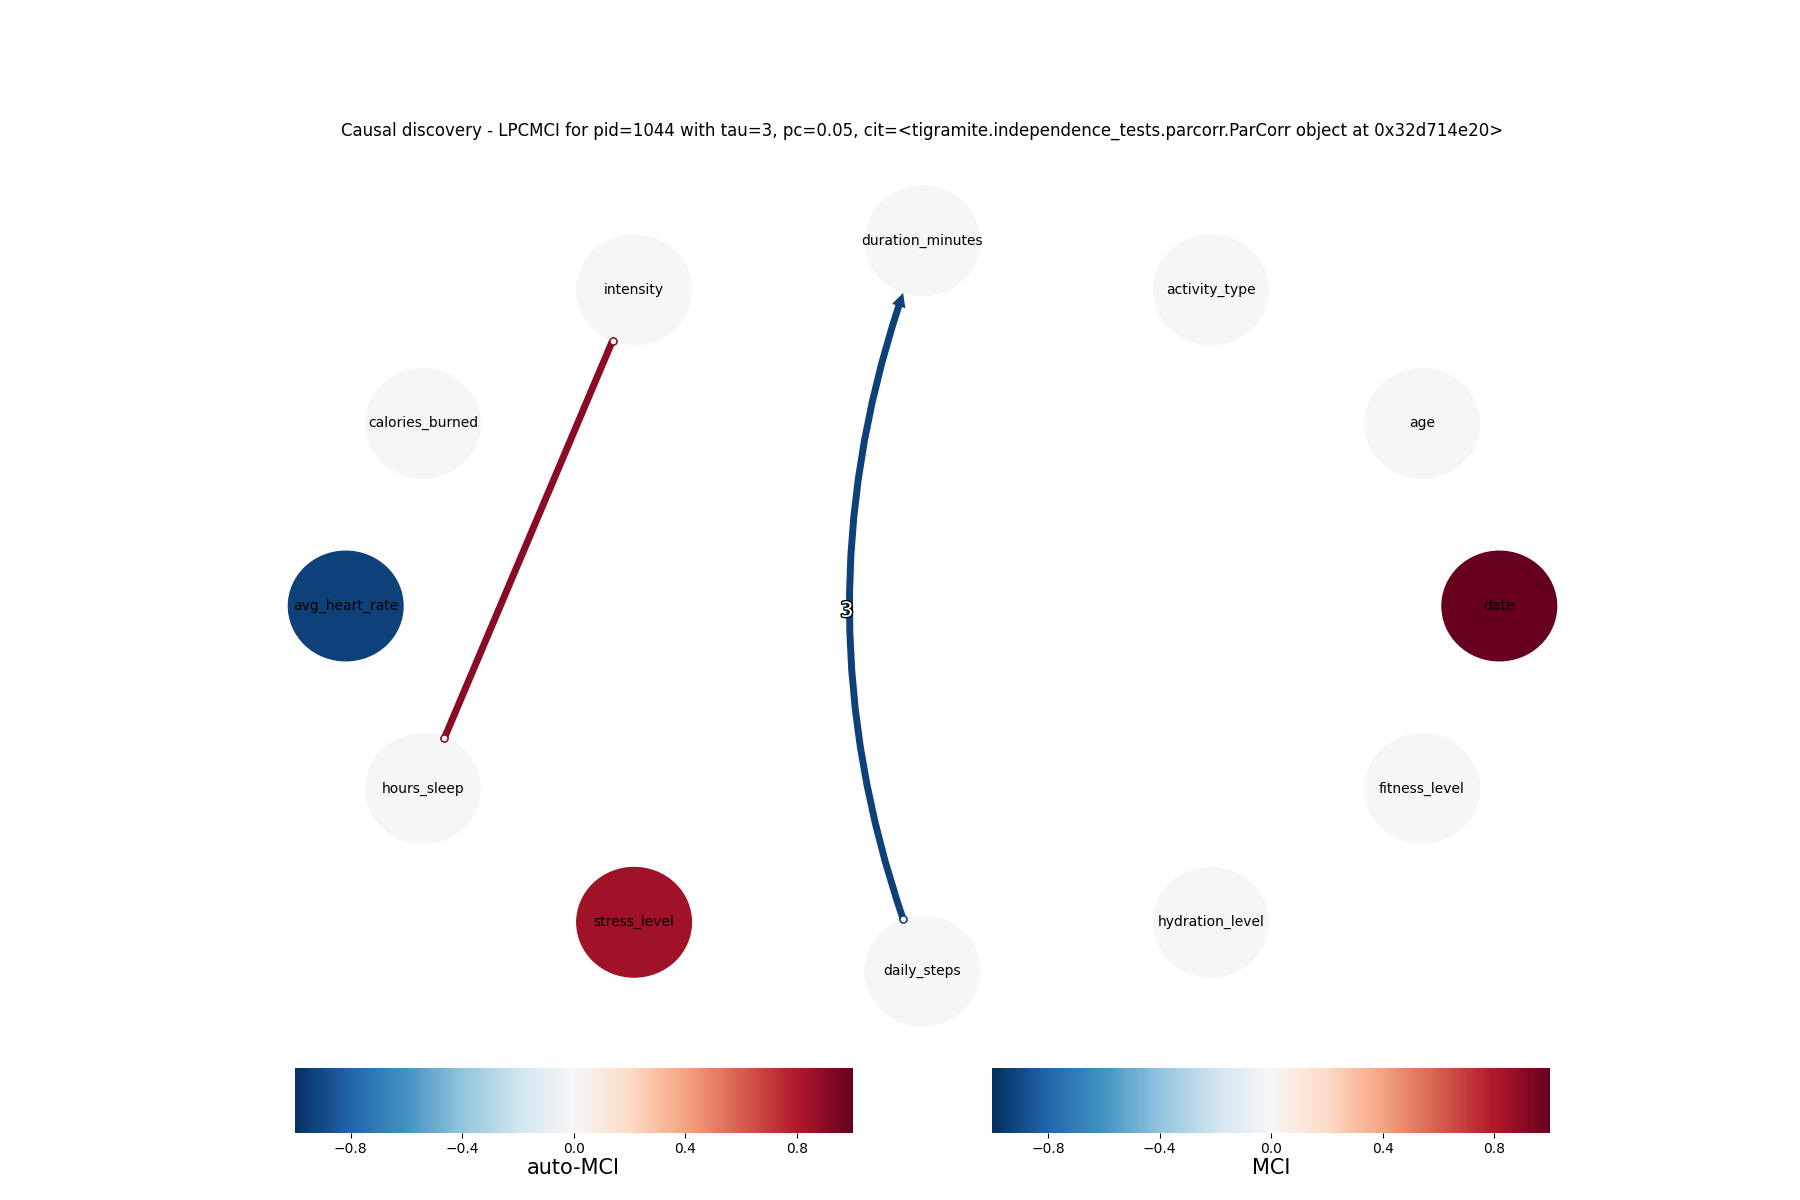 Causal discovery - LPCMCI for pid=1044 with tau=3, pc=0.05, cit=<tigramite.independence_tests.parcorr.ParCorr object at 0x32d714e20>
duration_minutes
intensity
activity_type
calories_burned
age
avg_heart_rate
3
date
hours_sleep
fitness_level
stress_level
hydration_level
daily_steps
−0.8 −0.4 0.0 0.4 0.8
auto-MCI
−0.8 −0.4 0.0 0.4 0.8
MCI